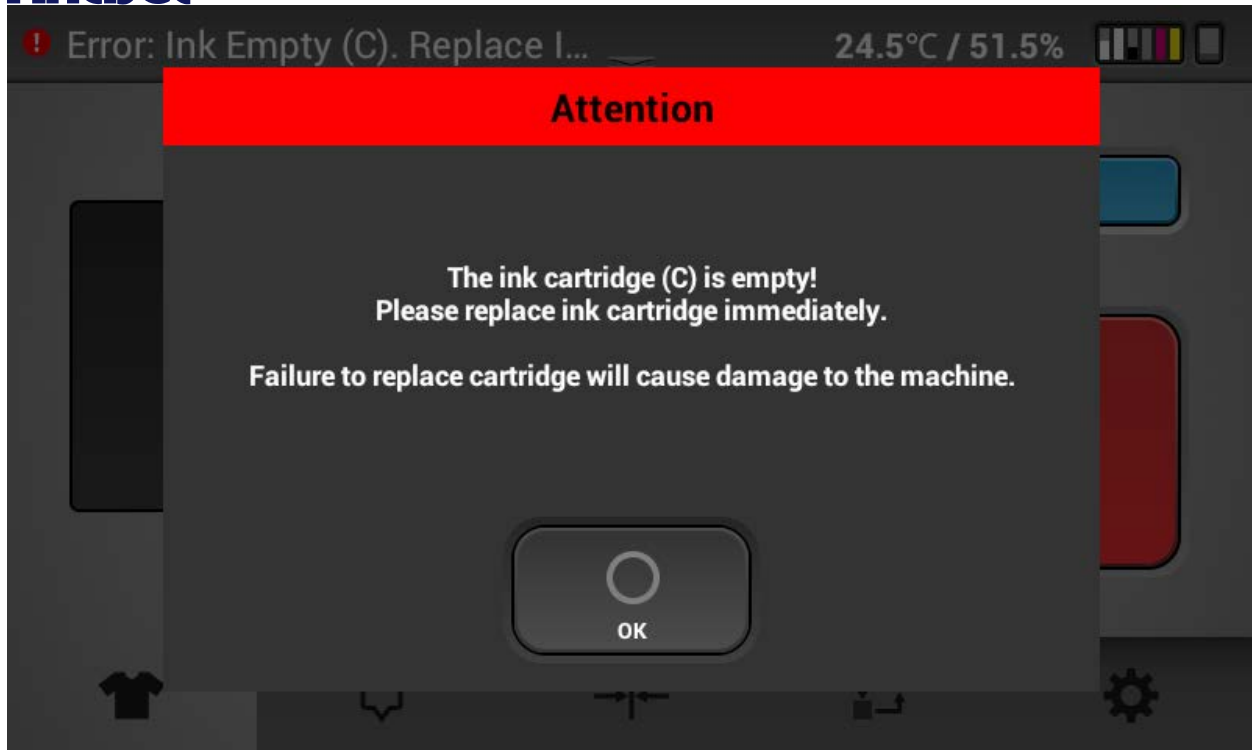 Error: Ink Empty (C). Replace I...
24.5°C / 51.5%
Attention
The ink cartridge (C) is empty!
Please replace ink cartridge immediately.
Failure to replace cartridge will cause damage to the machine.
OK